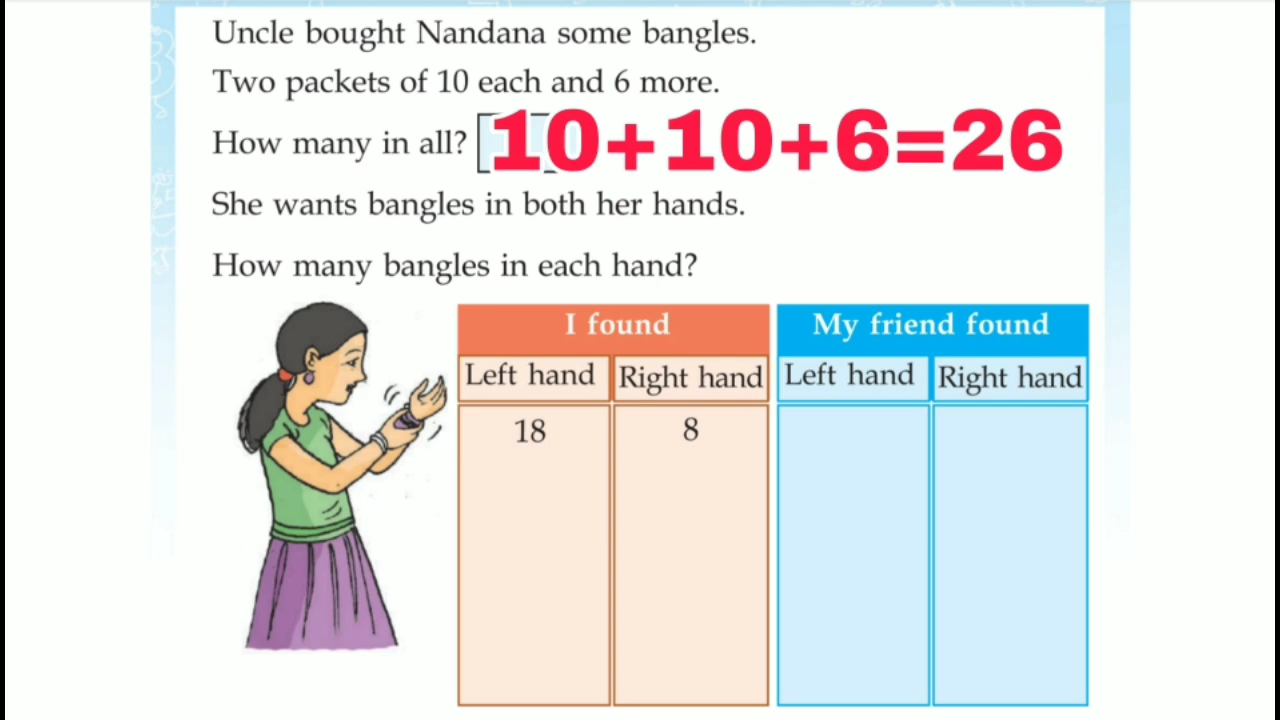 Uncle bought Nandana some bangles.
Two packets of 10 each and 6 more.
How many in all? 10+10+6=26
She wants bangles in both her hands.
How many bangles in each hand?
I found My friend found
Left hand Right hand Left hand Right hand
18 8